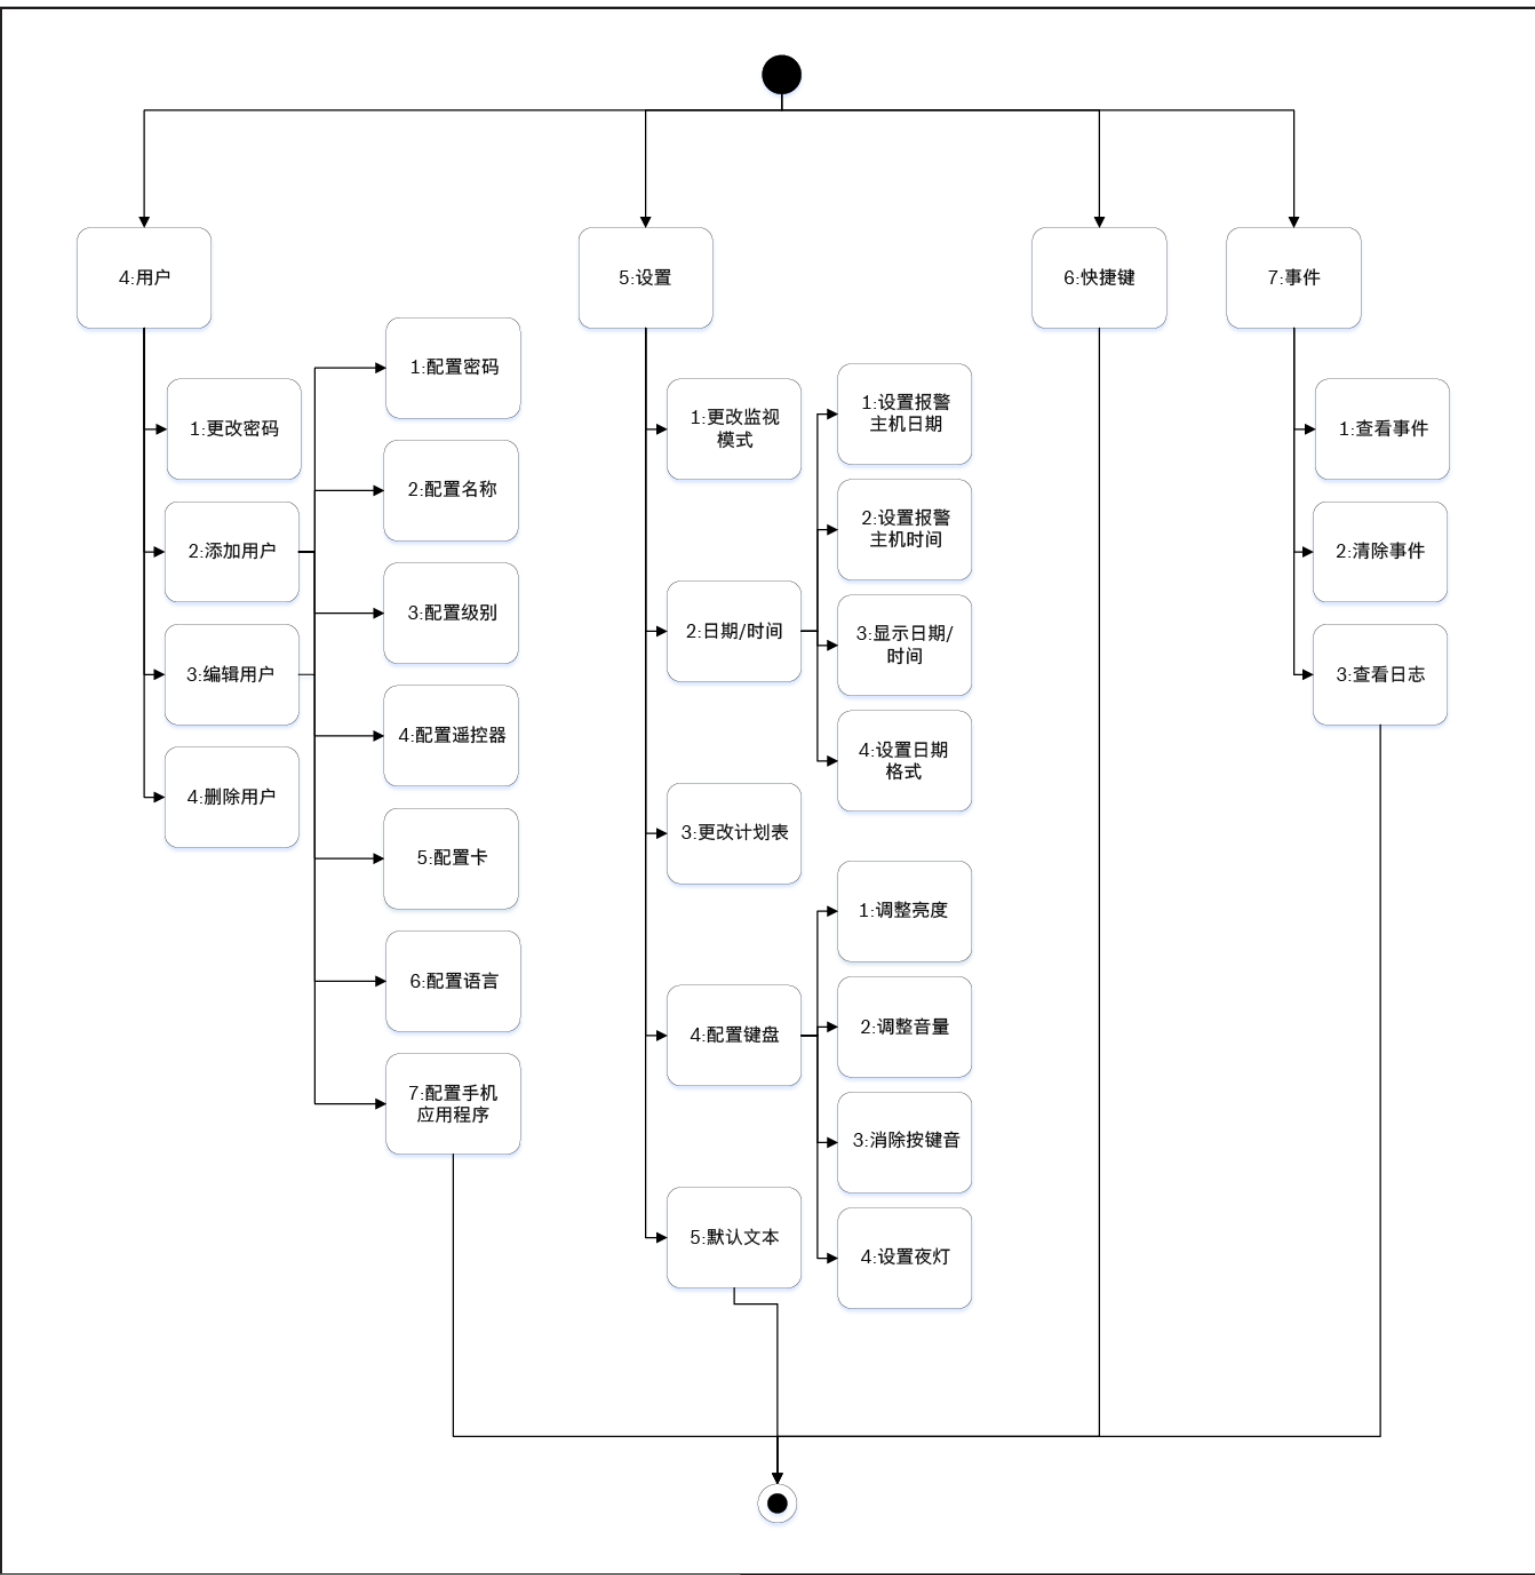 4:用户
5:设置
6:快捷键
7:事件
1:更改密码
2:添加用户
3:编辑用户
4:删除用户
1:配置密码
2:配置名称
3:配置级别
4:配置遥控器
5:配置卡
6:配置语言
7:配置手机
应用程序
1:更改监视
模式
2:日期/时间
3:更改计划表
4:配置键盘
5:默认文本
1:设置报警
主机日期
2:设置报警
主机时间
3:显示日期/
时间
4:设置日期
格式
1:调整亮度
2:调整音量
3:消除按键音
4:设置夜灯
1:查看事件
2:清除事件
3:查看日志